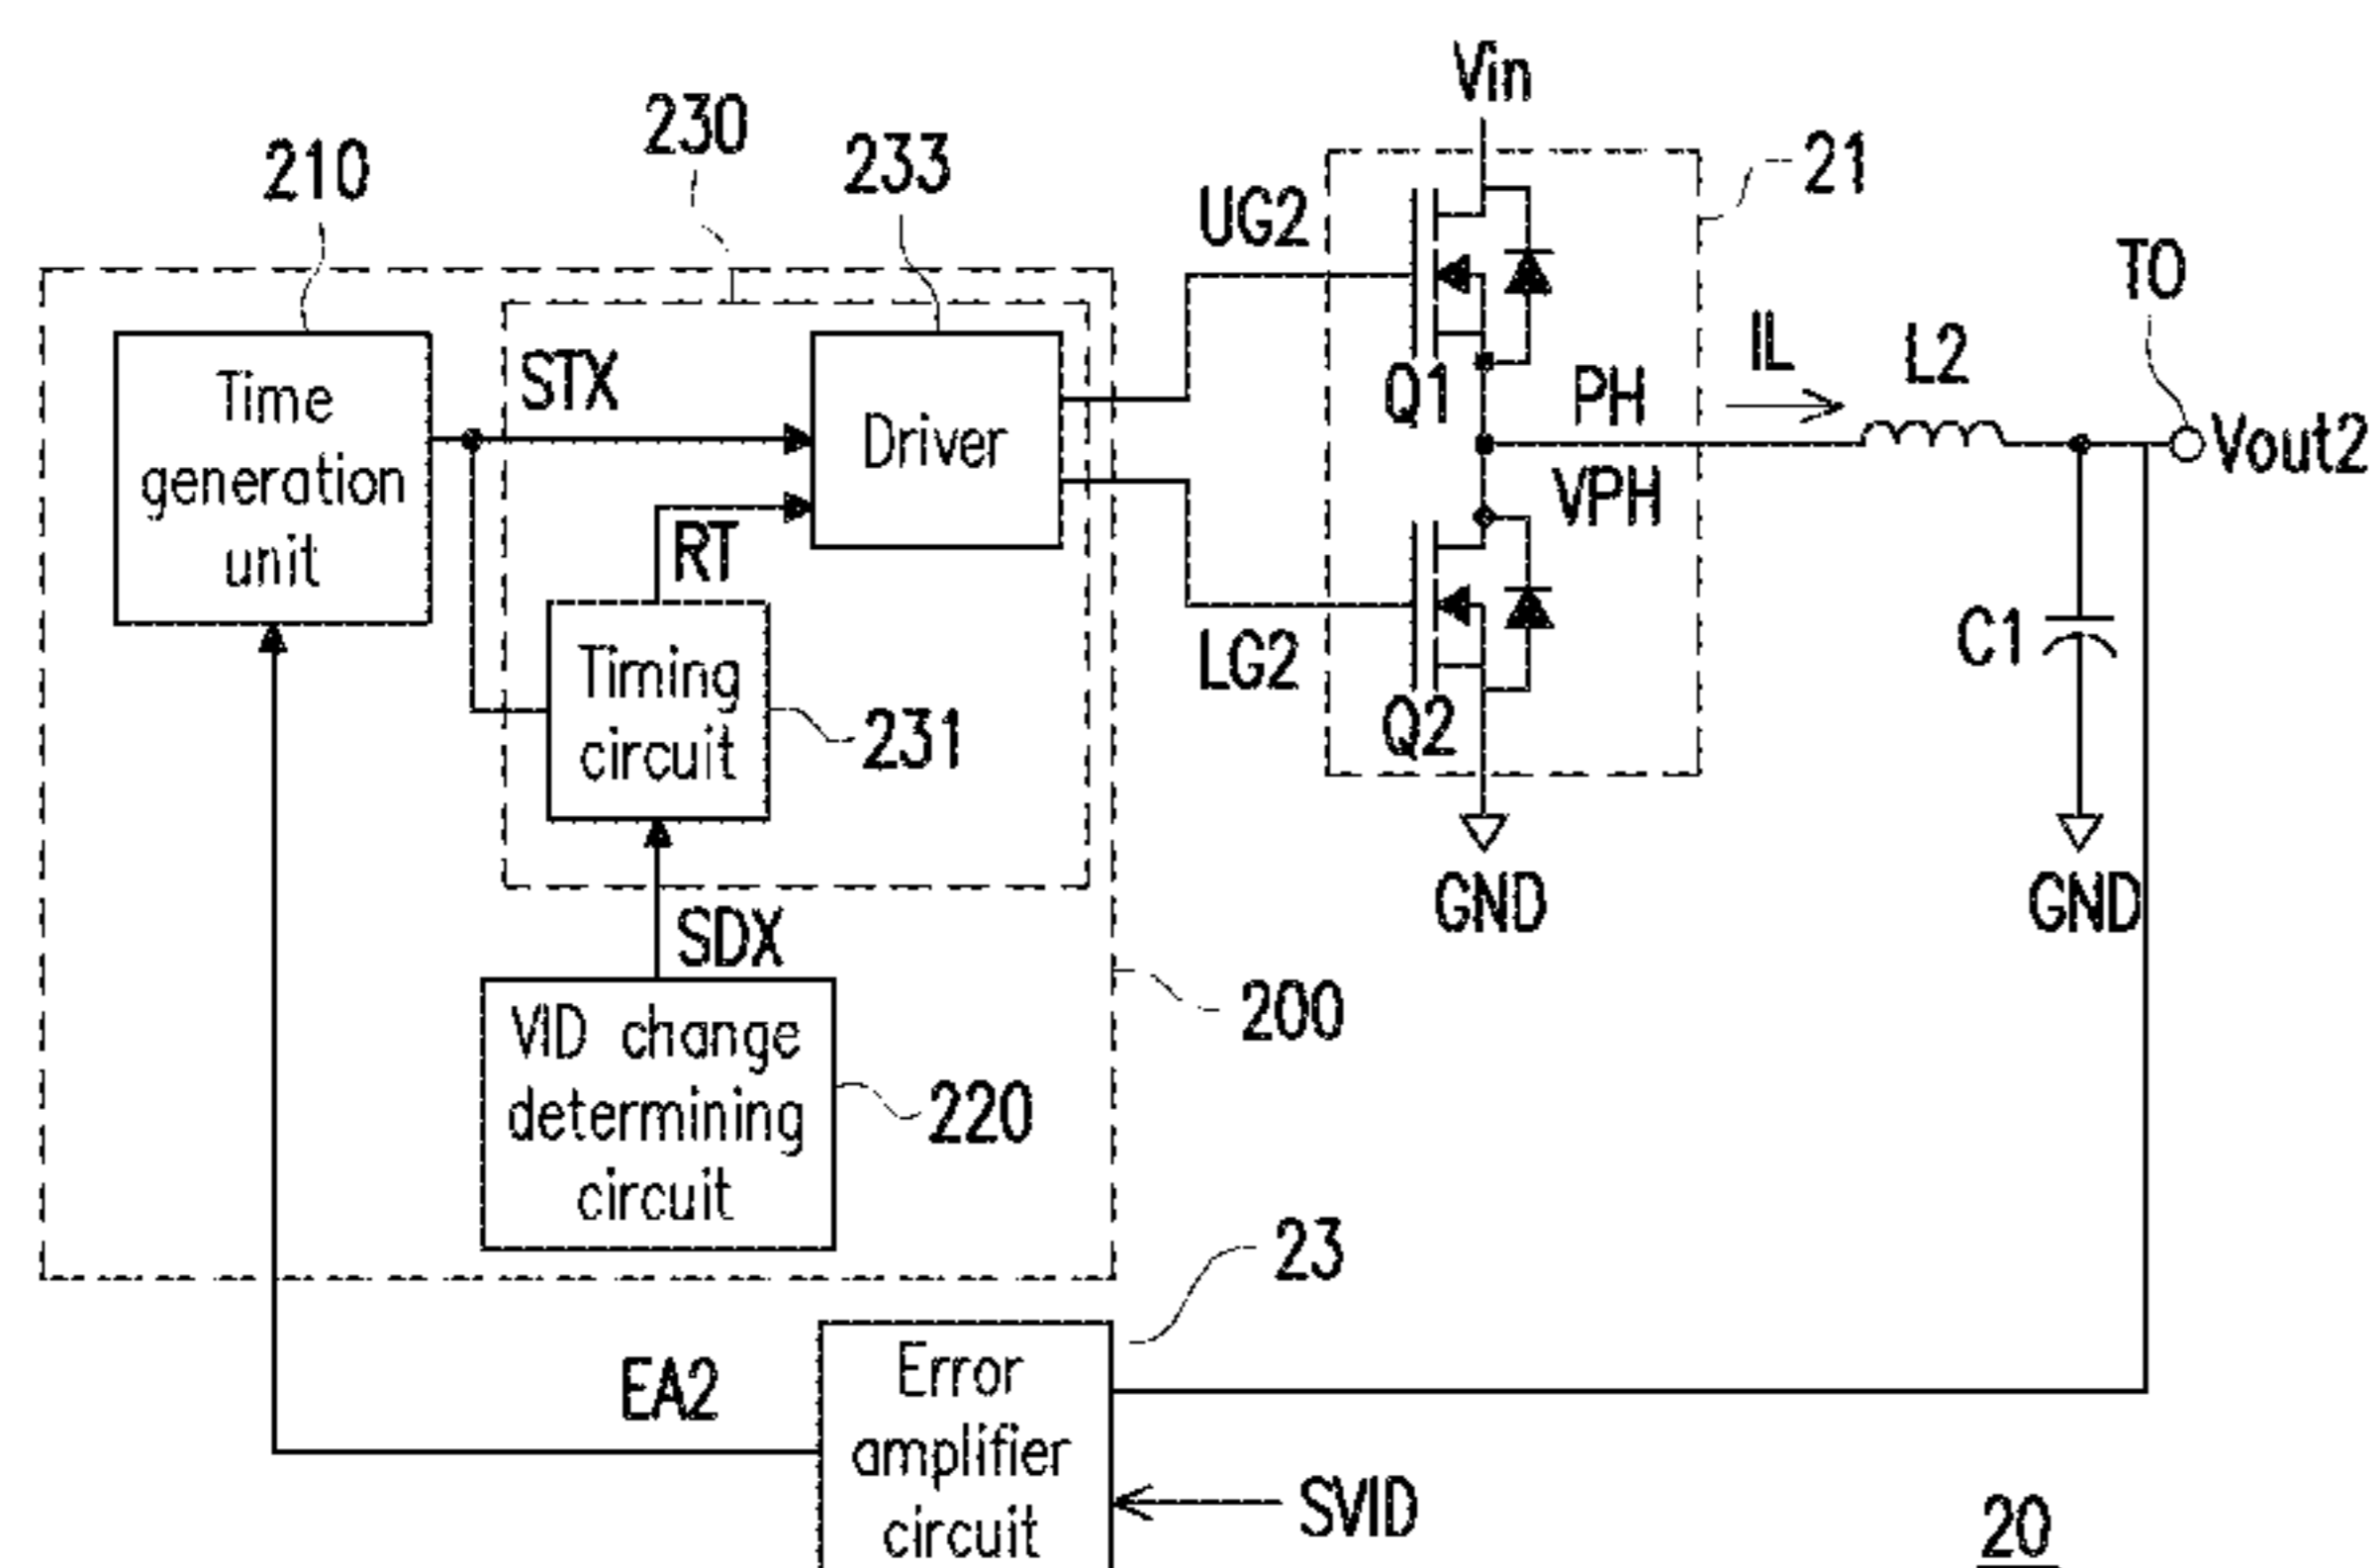 Vin
230
210
233
21
UG2
TO
Time
generation
unit
STX
Driver
Q1
PH
IL
L2
Vout2
VPH
RT
Timing
circuit
231
LG2
Q2
C1
GND
GND
SDX
200
VID change
determining
circuit
220
23
EA2
Error
amplifier
circuit
SVID
20